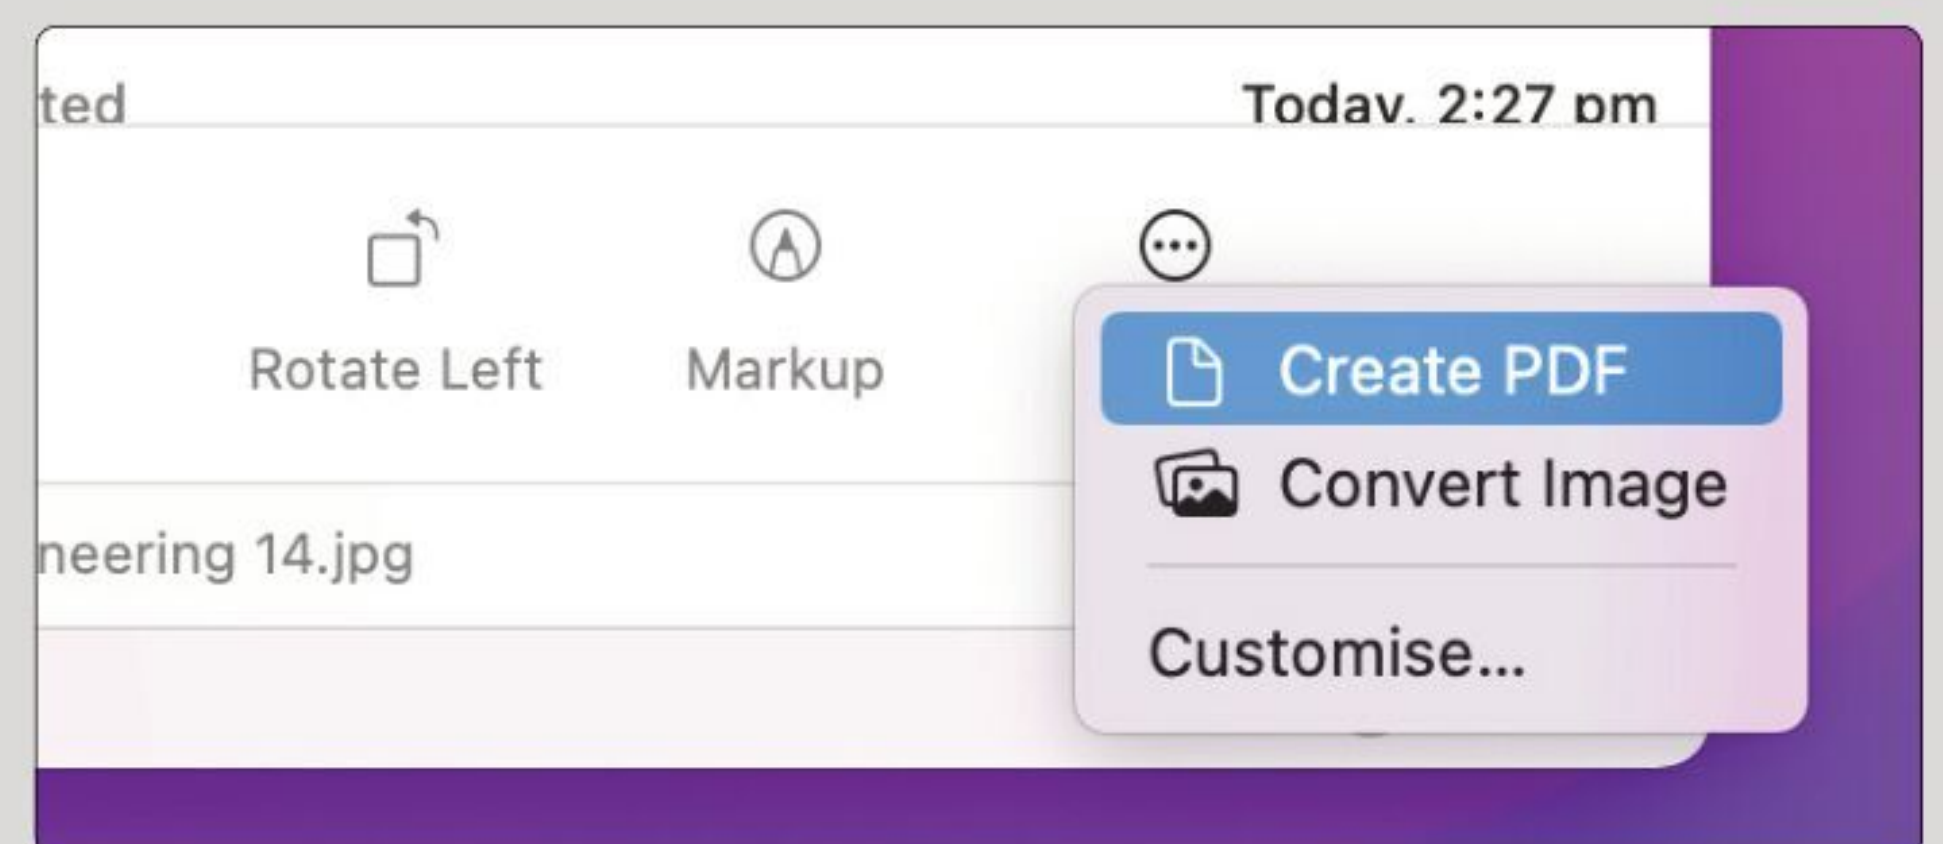 ted
Today, 2:27 pm
Rotate Left
Markup
Create PDF
Convert Image
neering 14.jpg
Customise...